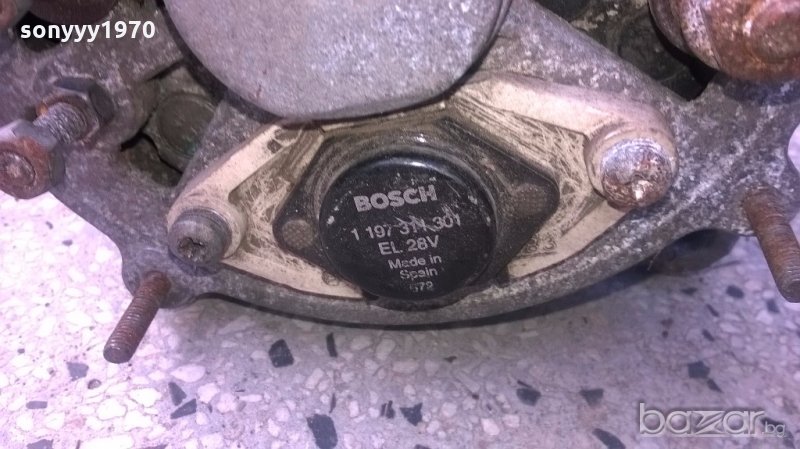 sonyyy1970
BOSCH
1 197 311 301
EL 28V
Made in
Spain
672
bazar.bg